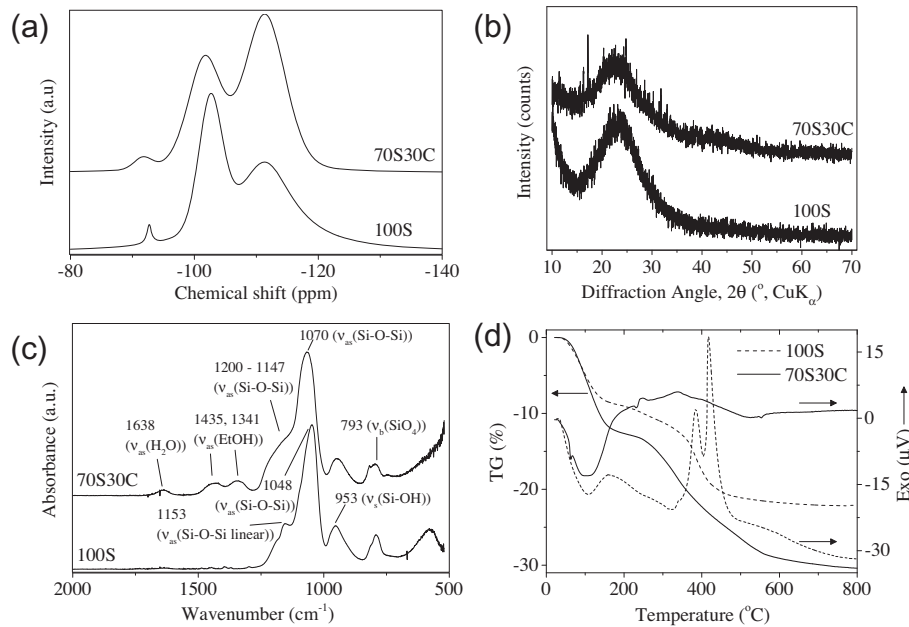 (a)
Intensity (a.u)
70S30C
100S
-80
-100
-120
-140
Chemical shift (ppm)
(b)
Intensity (counts)
70S30C
100S
10
20
30
40
50
60
70
Diffraction Angle, 2θ (°, CuKα)
(c)
Absorbance (a.u.)
1070 (νas(Si-O-Si))
1200 - 1147
(νas(Si-O-Si))
1435, 1341
(νas(EtOH))
1638
(νas(H2O))
793 (νb(SiO4))
70S30C
1048
(νas(Si-O-Si))
1153
(νas(Si-O-Si linear))
953 (νs(Si-OH))
100S
2000
1500
1000
500
Wavenumber (cm-1)
(d)
TG (%)
0
-10
-20
-30
100S
70S30C
20
10
0
-10
-20
-30
Exo (μV)
0
200
400
600
800
Temperature (°C)